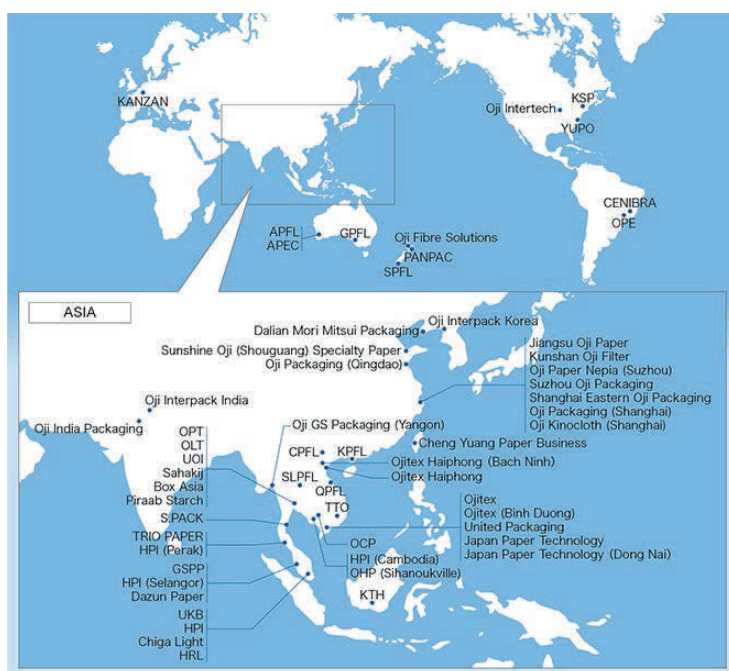 KANZAN
Oji Intertech
KSP
YUPO
CENIBRA
OPE
APFL
APEC
GPFL
Oji Fibre Solutions
PANPAC
SPFL
ASIA
Dalian Mori Mitsui Packaging
Oji Interpack Korea
Sunshine Oji (Shouguang) Specialty Paper
Oji Packaging (Qingdao)
Jiangsu Oji Paper
Kunshan Oji Filter
Oji Paper Nepia (Suzhou)
Suzhou Oji Packaging
Shanghai Eastern Oji Packaging
Oji Packaging (Shanghai)
Oji Kinocloth (Shanghai)
Oji Interpack India
Oji India Packaging
Oji GS Packaging (Yangon)
Cheng Yuang Paper Business
OPT
OLT
UOI
Sahakij
Box Asia
Piraab Starch
CPFL
KPFL
Ojitex Haiphong (Bach Ninh)
Ojitex Haiphong
SLPFL
QPFL
TTO
S.PACK
TRIO PAPER
HPI (Perak)
GSPP
HPI (Selangor)
Dazun Paper
UKB
HPI
Chiga Light
HRL
OCP
HPI (Cambodia)
OHP (Sihanoukville)
Ojitex
Ojitex (Binh Duong)
United Packaging
Japan Paper Technology
Japan Paper Technology (Dong Nai)
KTH